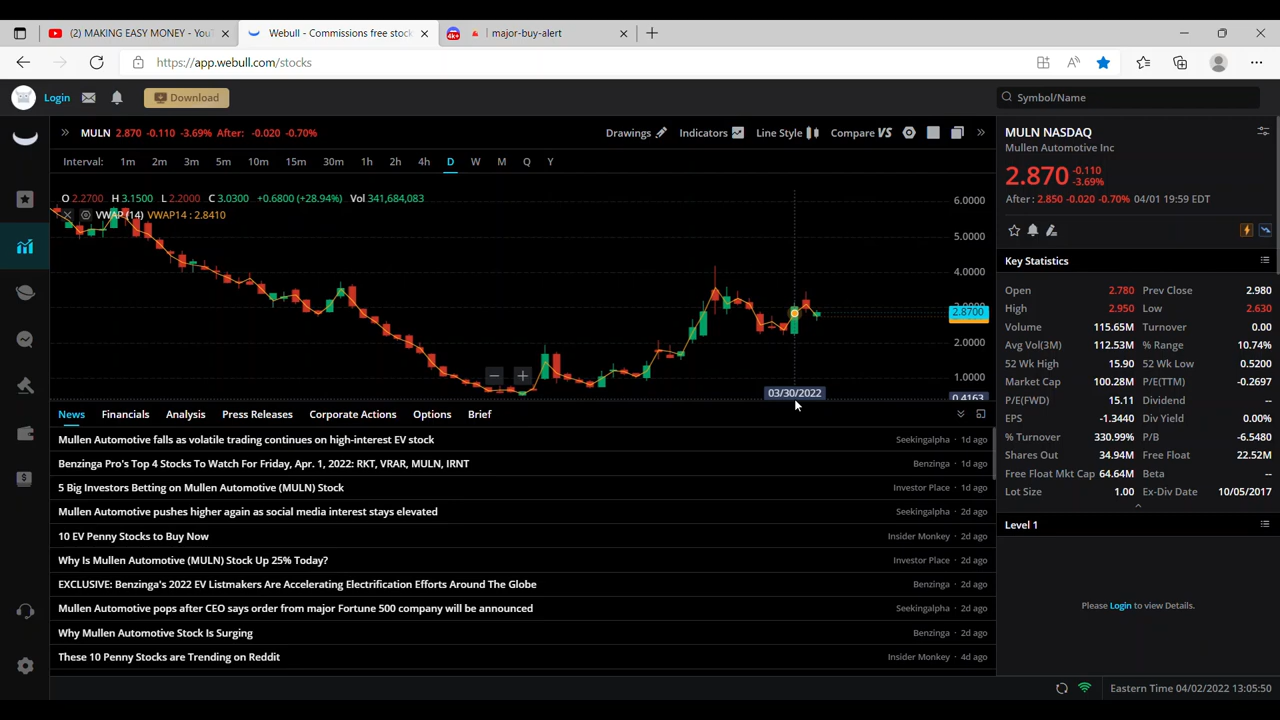 (2) MAKING EASY MONEY - You
Webull - Commissions free stock
major-buy-alert
https://app.webull.com/stocks
Login
Download
Symbol/Name
MULN 2.870 -0.110 -3.69% After: -0.020 -0.70%
Drawings Indicators Line Style Compare VS
Interval: 1m 2m 3m 5m 10m 15m 30m 1h 2h 4h D W M Q Y
O 2.2700 H 3.1500 L 2.2000 C 3.0300 +0.6800 (+28.94%) Vol 341,684,083
VWAP (14) VWAP14 : 2.8410
6.0000
5.0000
4.0000
3.0000
2.8700
2.0000
1.0000
0.4163
03/30/2022
MULN NASDAQ
Mullen Automotive Inc
2.870 -0.110
-3.69%
After : 2.850 -0.020 -0.70% 04/01 19:59 EDT
Key Statistics
Open 2.780 Prev Close 2.980
High 2.950 Low 2.630
Volume 115.65M Turnover 0.00
Avg Vol(3M) 112.53M % Range 10.74%
52 Wk High 15.90 52 Wk Low 0.5200
Market Cap 100.28M P/E(TTM) -0.2697
P/E(FWD) 15.11 Dividend --
EPS -1.3440 Div Yield 0.00%
% Turnover 330.99% P/B -6.5480
Shares Out 34.94M Free Float 22.52M
Free Float Mkt Cap 64.64M Beta --
Lot Size 1.00 Ex-Div Date 10/05/2017
Level 1
Please Login to view Details.
News Financials Analysis Press Releases Corporate Actions Options Brief
Mullen Automotive falls as volatile trading continues on high-interest EV stock Seekingalpha · 1d ago
Benzinga Pro's Top 4 Stocks To Watch For Friday, Apr. 1, 2022: RKT, VRAR, MULN, IRNT Benzinga · 1d ago
5 Big Investors Betting on Mullen Automotive (MULN) Stock Investor Place · 1d ago
Mullen Automotive pushes higher again as social media interest stays elevated Seekingalpha · 2d ago
10 EV Penny Stocks to Buy Now Insider Monkey · 2d ago
Why Is Mullen Automotive (MULN) Stock Up 25% Today? Investor Place · 2d ago
EXCLUSIVE: Benzinga's 2022 EV Listmakers Are Accelerating Electrification Efforts Around The Globe Benzinga · 2d ago
Mullen Automotive pops after CEO says order from major Fortune 500 company will be announced Seekingalpha · 2d ago
Why Mullen Automotive Stock Is Surging Benzinga · 2d ago
These 10 Penny Stocks are Trending on Reddit Insider Monkey · 4d ago
Eastern Time 04/02/2022 13:05:50